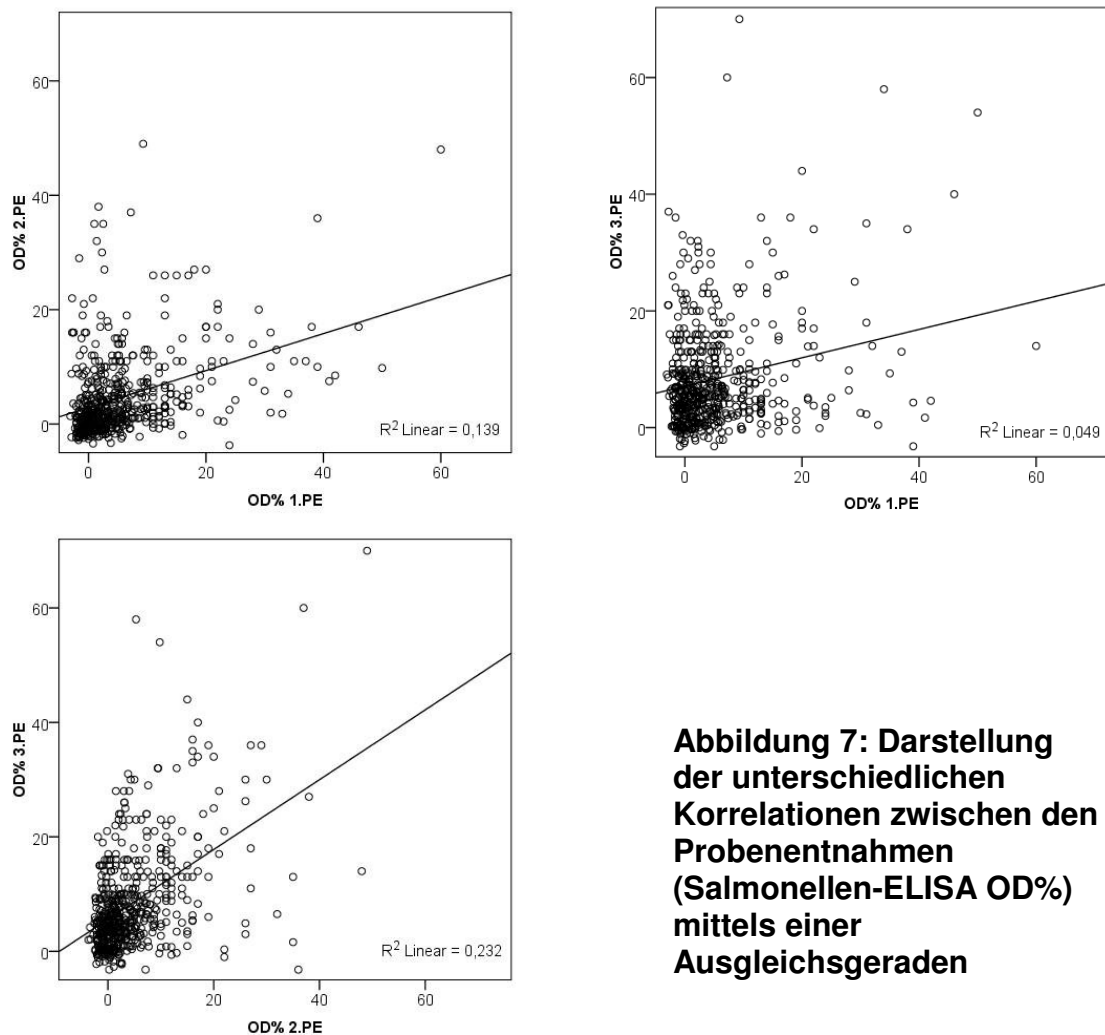 60
40
20
0
OD% 2.PE
R² Linear = 0,139
0 20 40 60
OD% 1.PE
60
40
20
0
OD% 3.PE
R² Linear = 0,049
0 20 40 60
OD% 1.PE
60
40
20
0
OD% 3.PE
R² Linear = 0,232
0 20 40 60
OD% 2.PE
Abbildung 7: Darstellung
der unterschiedlichen
Korrelationen zwischen den
Probenentnahmen
(Salmonellen-ELISA OD%)
mittels einer
Ausgleichsgeraden